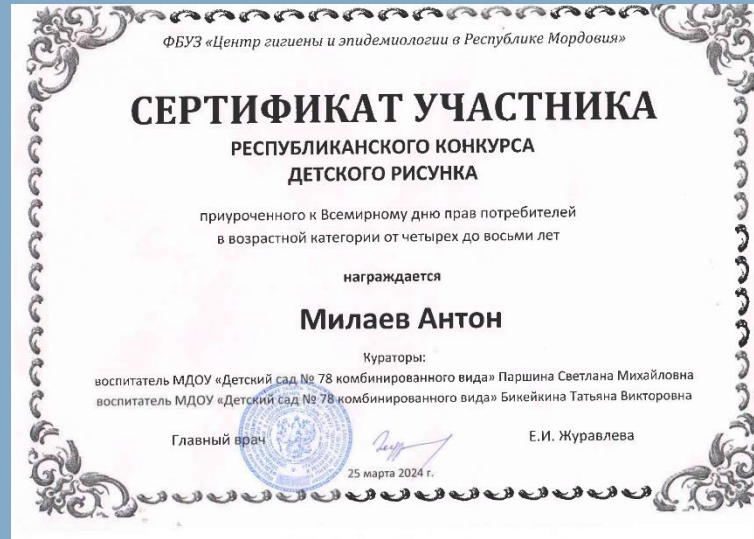 ФБУЗ «Центр гигиены и эпидемиологии в Республике Мордовия»
СЕРТИФИКАТ УЧАСТНИКА
РЕСПУБЛИКАНСКОГО КОНКУРСА
ДЕТСКОГО РИСУНКА
приуроченного к Всемирному дню прав потребителей
в возрастной категории от четырех до восьми лет
награждается
Милаев Антон
Кураторы:
воспитатель МДОУ «Детский сад № 78 комбинированного вида» Паршина Светлана Михайловна
воспитатель МДОУ «Детский сад № 78 комбинированного вида» Бикейкина Татьяна Викторовна
Главный врач Е.И. Журавлева
25 марта 2024 г.